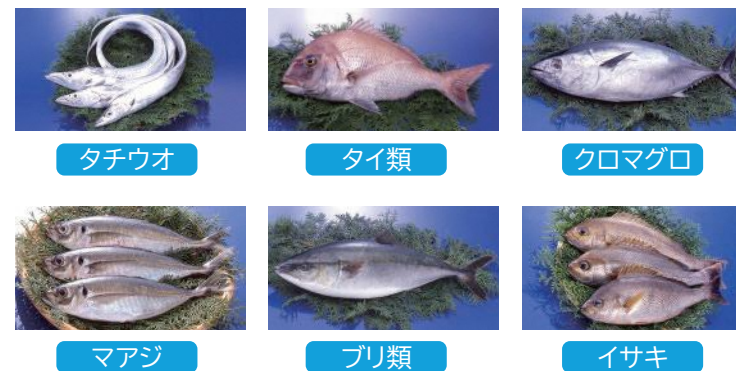 タチウオ
タイ類
クロマグロ
マアジ
ブリ類
イサキ